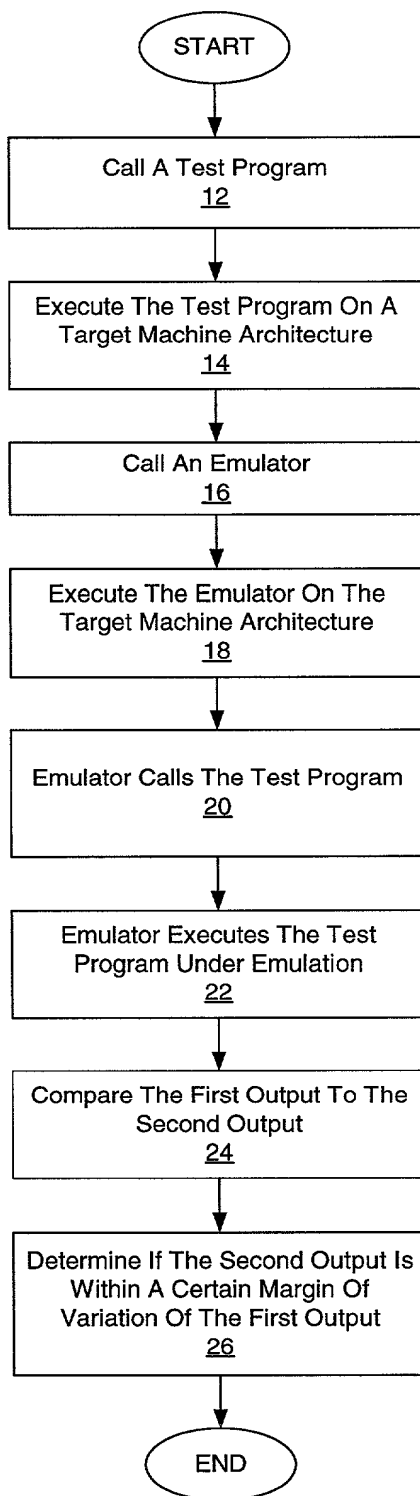 START
Call A Test Program
12
Execute The Test Program On A
Target Machine Architecture
14
Call An Emulator
16
Execute The Emulator On The
Target Machine Architecture
18
Emulator Calls The Test Program
20
Emulator Executes The Test
Program Under Emulation
22
Compare The First Output To The
Second Output
24
Determine If The Second Output Is
Within A Certain Margin Of
Variation Of The First Output
26
END